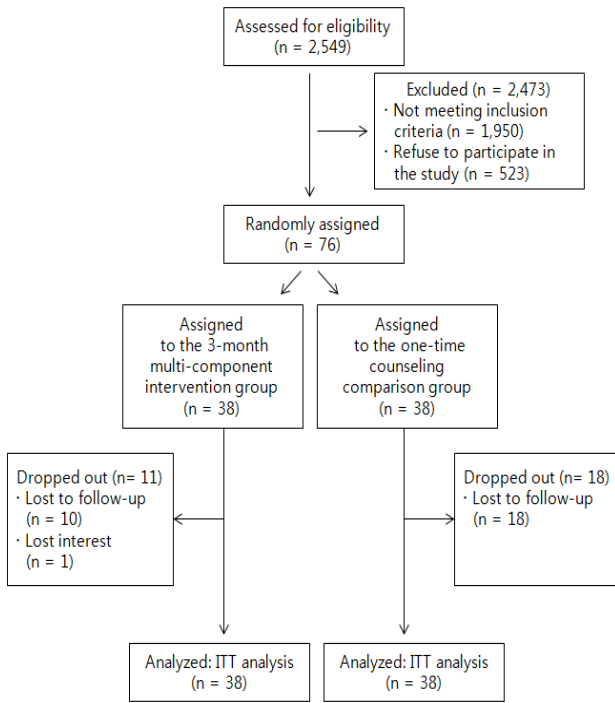 Assessed for eligibility
(n = 2,549)
Excluded (n = 2,473)
· Not meeting inclusion
criteria (n = 1,950)
· Refuse to participate in
the study (n = 523)
Randomly assigned
(n = 76)
Assigned
to the 3-month
multi-component
intervention group
(n = 38)
Assigned
to the one-time
counseling
comparison group
(n = 38)
Dropped out (n= 11)
· Lost to follow-up
(n = 10)
· Lost interest
(n = 1)
Dropped out (n= 18)
· Lost to follow-up
(n = 18)
Analyzed: ITT analysis
(n = 38)
Analyzed: ITT analysis
(n = 38)